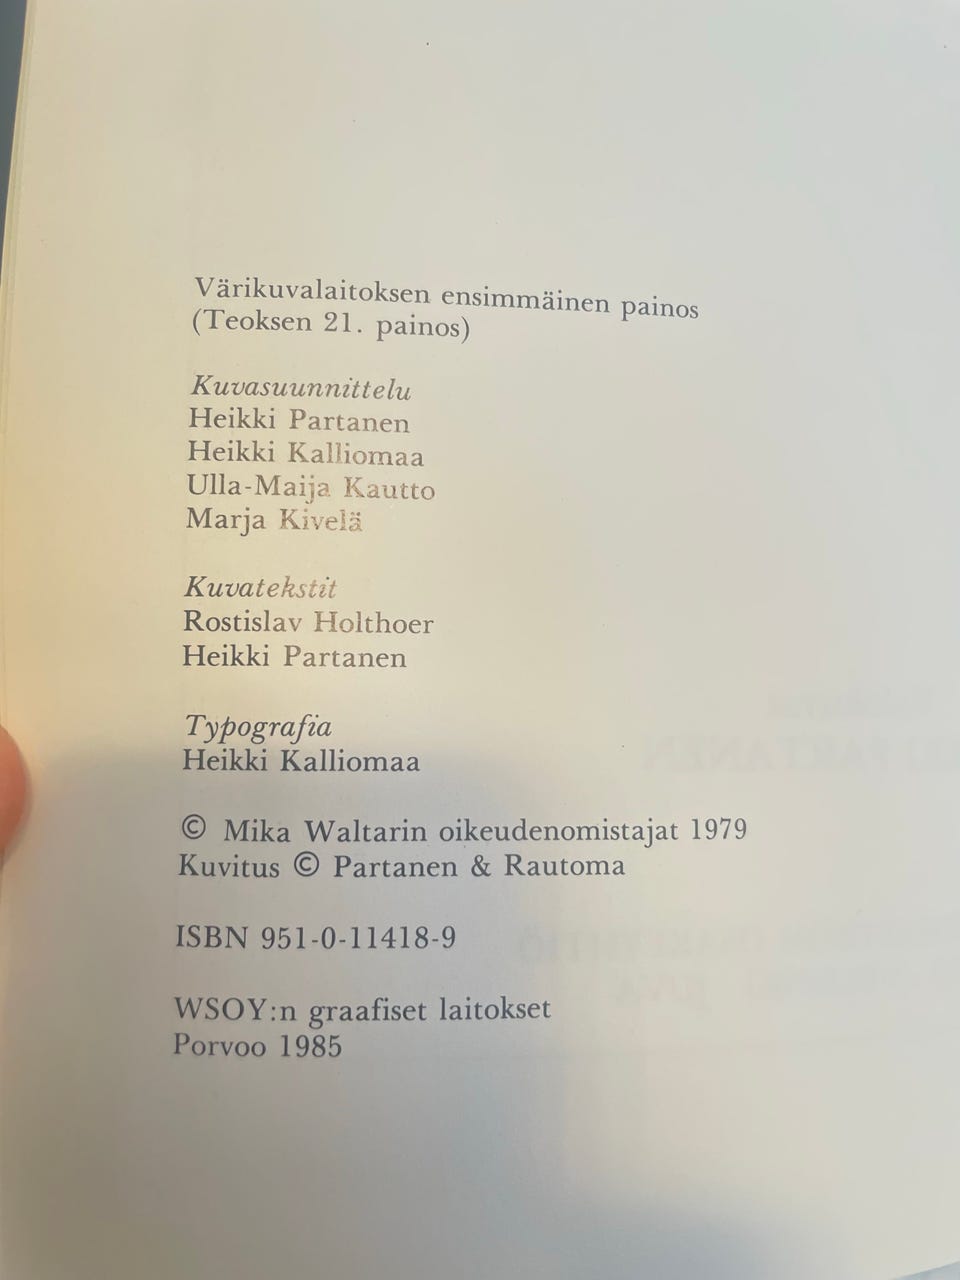 Värikuvalaitoksen ensimmäinen painos
(Teoksen 21. painos)
Kuvasuunnittelu
Heikki Partanen
Heikki Kalliomaa
Ulla-Maija Kautto
Marja Kivelä
Kuvatekstit
Rostislav Holthoer
Heikki Partanen
Typografia
Heikki Kalliomaa
© Mika Waltarin oikeudenomistajat 1979
Kuvitus © Partanen & Rautoma
ISBN 951-0-11418-9
WSOY:n graafiset laitokset
Porvoo 1985